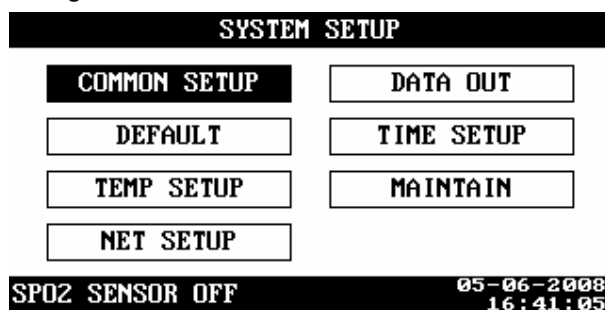 SYSTEM SETUP
COMMON SETUP
DATA OUT
DEFAULT
TIME SETUP
TEMP SETUP
MAINTAIN
NET SETUP
SPO2 SENSOR OFF
05-06-2008
16:41:05